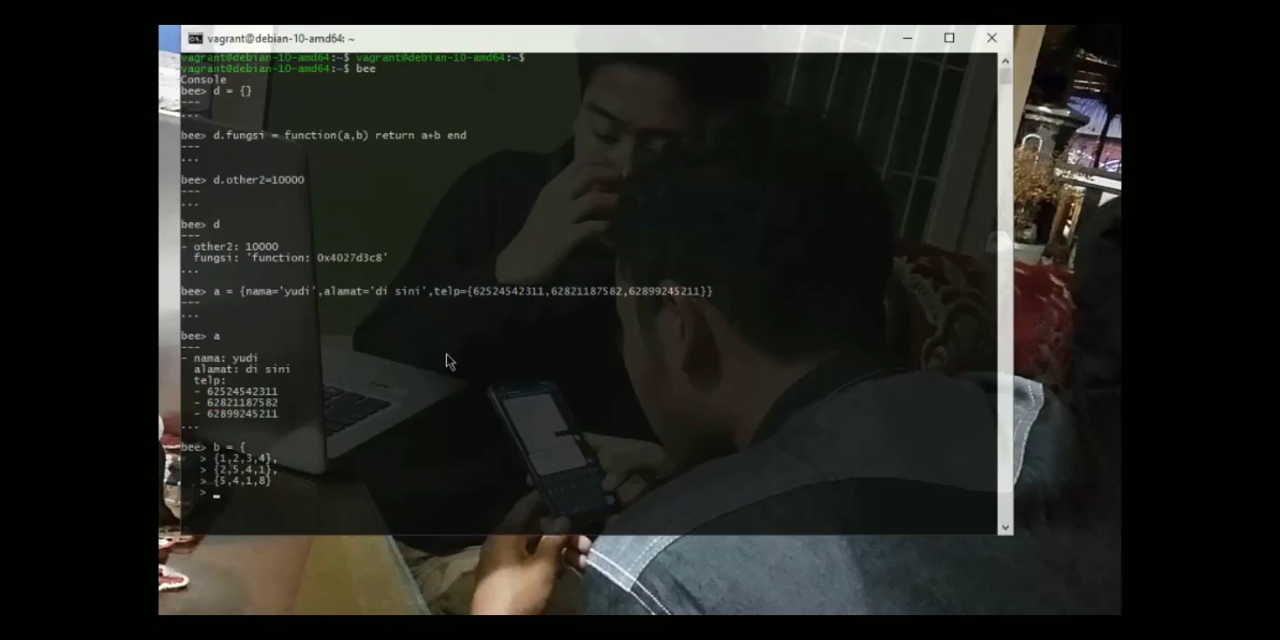 vagrant@debian-10-amd64: ~
vagrant@debian-10-amd64:~$ vagrant@debian-10-amd64:~$
vagrant@debian-10-amd64:~$ bee
Console
bee> d = {}
---
...
bee> d.fungsi = function(a,b) return a+b end
---
...
bee> d.other2=10000
---
...
bee> d
---
- other2: 10000
  fungsi: 'function: 0x4027d3c8'
...
bee> a = {nama='yudi',alamat='di sini',telp={62524542311,62821187582,62899245211}}
---
...
bee> a
---
- nama: yudi
  alamat: di sini
  telp:
  - 62524542311
  - 62821187582
  - 62899245211
...
bee> b = {
   > {1,2,3,4},
   > {2,5,4,1},
   > {5,4,1,8}
   > _